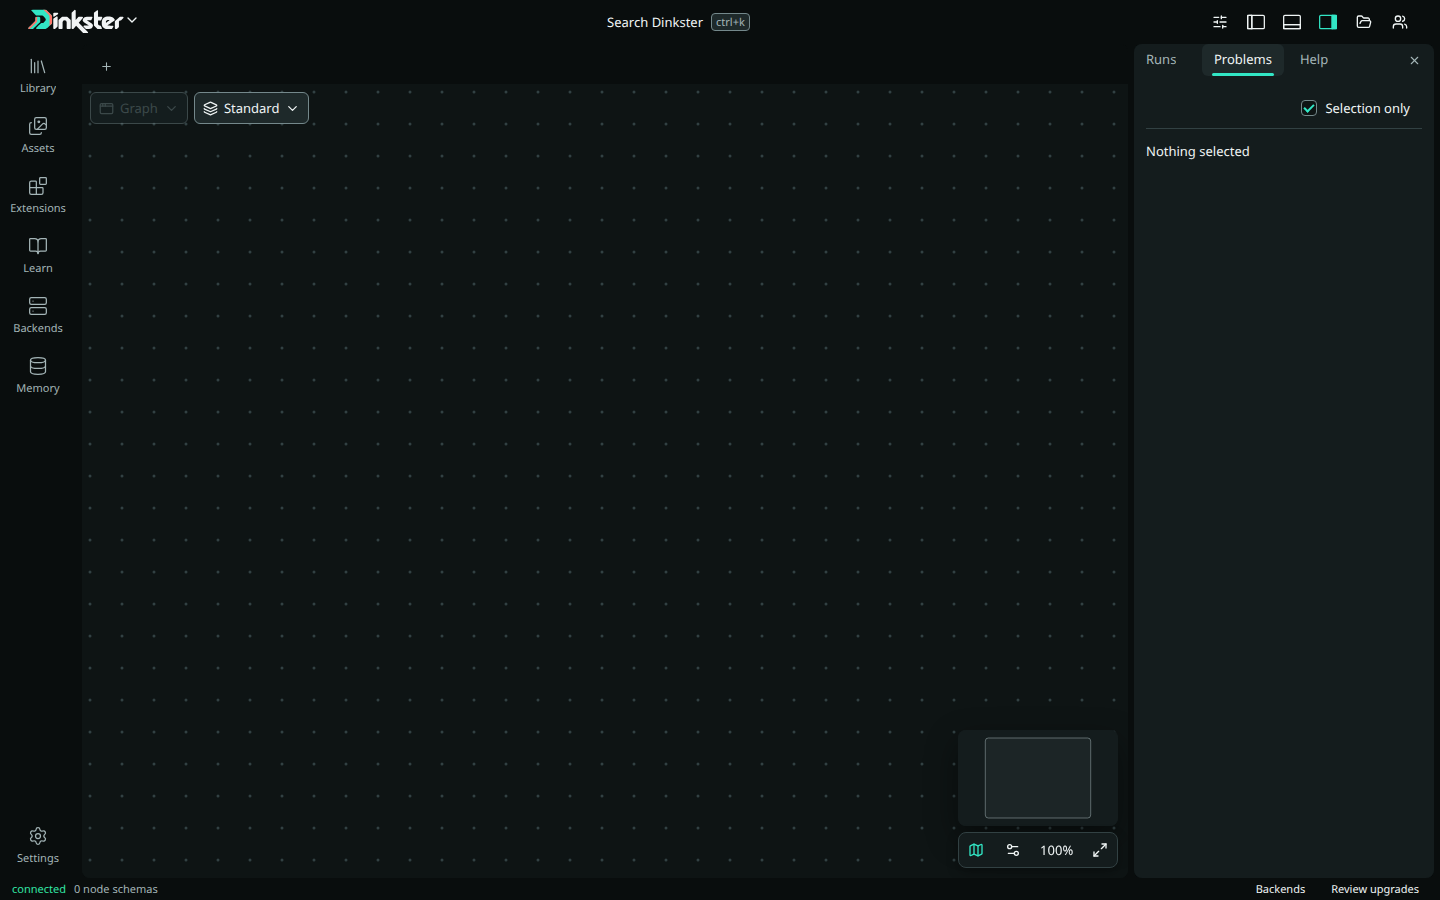 Dinkster
Search Dinkster ctrl+k
Library
Assets
Extensions
Learn
Backends
Memory
Settings
+
Graph
Standard
100%
Runs
Problems
Help
Selection only
Nothing selected
connected
0 node schemas
Backends
Review upgrades